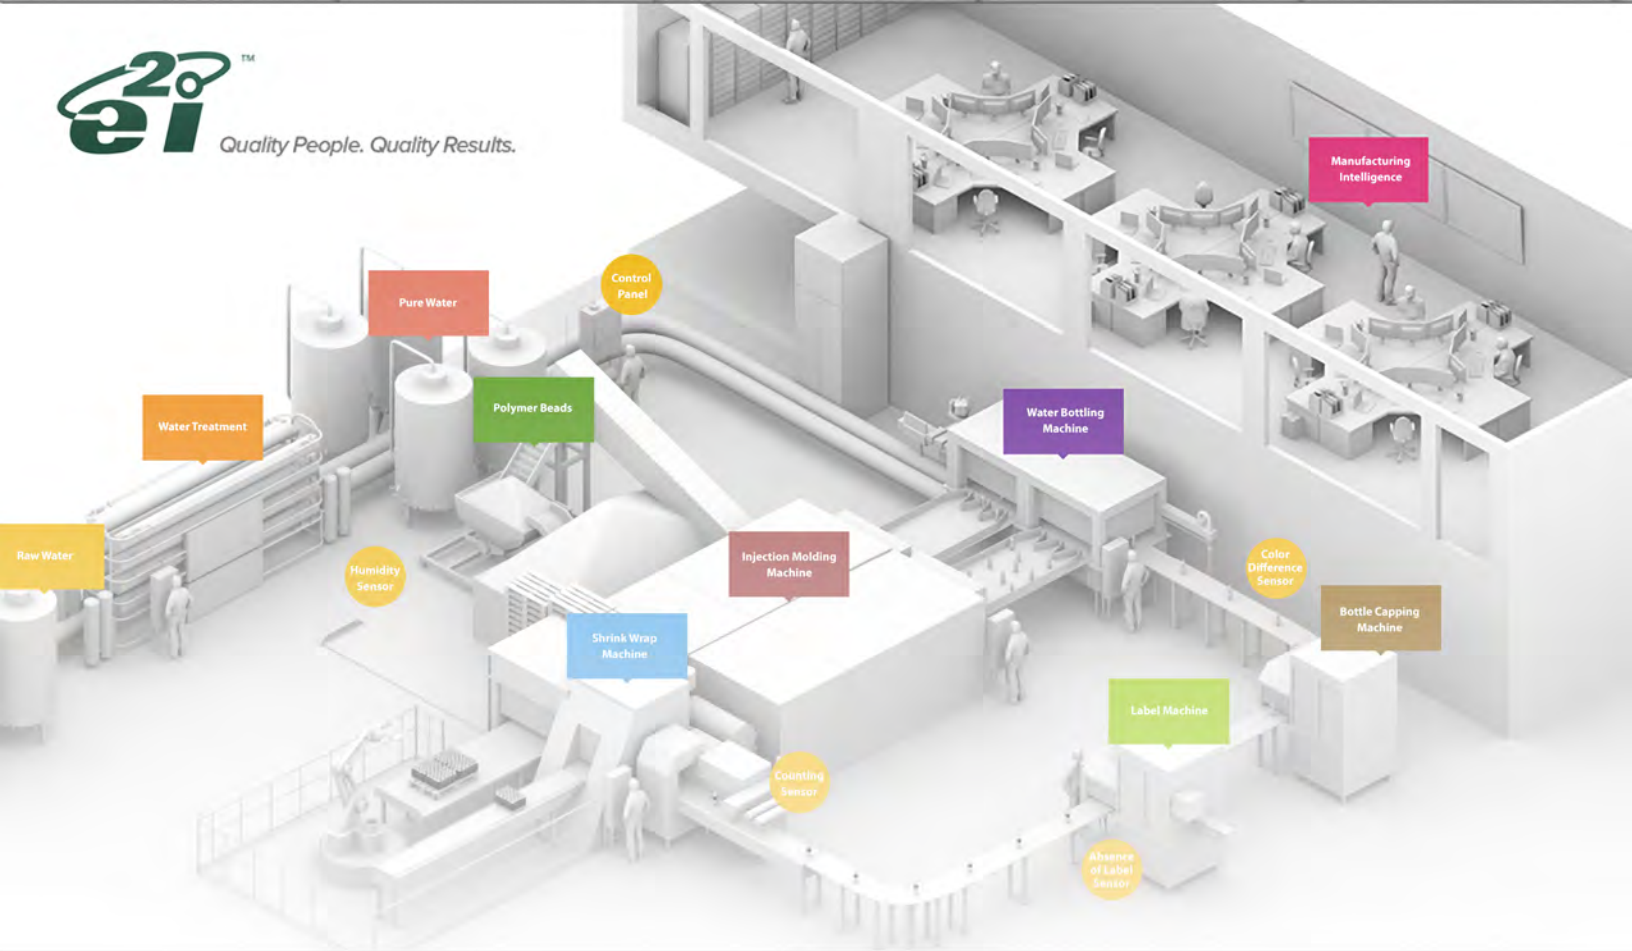 e2i
TM
Quality People. Quality Results.
Manufacturing
Intelligence
Control
Panel
Pure Water
Polymer Beads
Water Treatment
Water Bottling
Machine
Raw Water
Humidity
Sensor
Injection Molding
Machine
Color
Difference
Sensor
Bottle Capping
Machine
Shrink Wrap
Machine
Label Machine
Counting
Sensor
Absence
of Label
Sensor